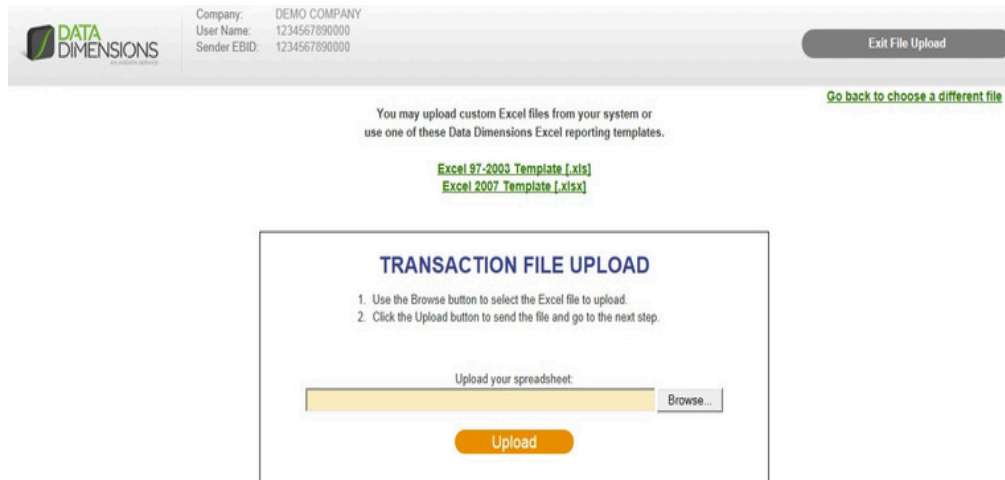 DATA
DIMENSIONS
Company: DEMO COMPANY
User Name: 1234567890000
Sender EBID: 1234567890000
Exit File Upload
Go back to choose a different file
You may upload custom Excel files from your system or
use one of these Data Dimensions Excel reporting templates.
Excel 97-2003 Template [.xls]
Excel 2007 Template [.xlsx]
TRANSACTION FILE UPLOAD
1. Use the Browse button to select the Excel file to upload.
2. Click the Upload button to send the file and go to the next step.
Upload your spreadsheet:
Browse...
Upload